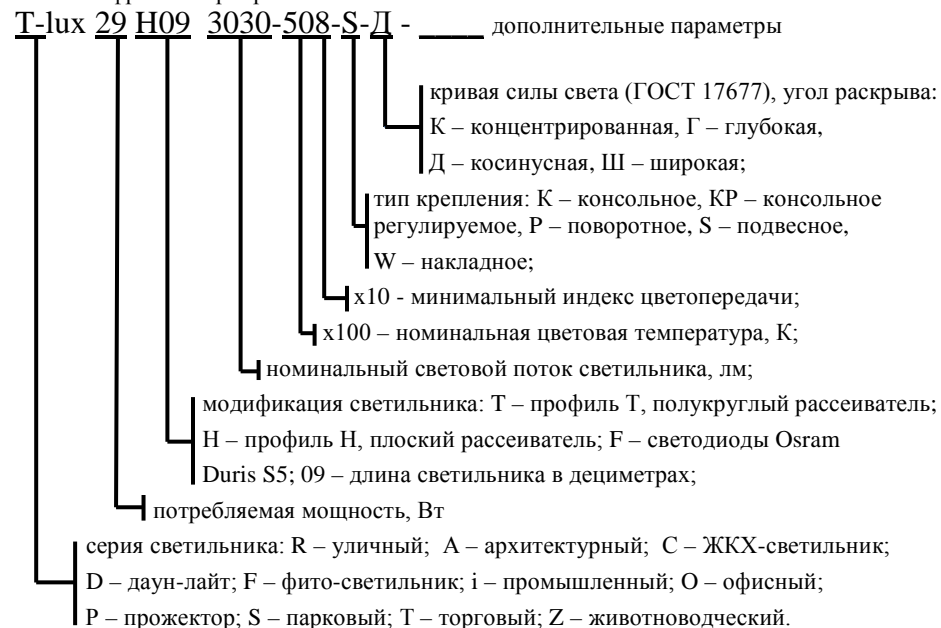 T-lux 29 H09 3030-508-S-Д - ____ дополнительные параметры
кривая силы света (ГОСТ 17677), угол раскрыва:
К – концентрированная, Г – глубокая,
Д – косинусная, Ш – широкая;
тип крепления: К – консольное, КР – консольное
регулируемое, Р – поворотное, S – подвесное,
W – накладное;
х10 - минимальный индекс цветопередачи;
х100 – номинальная цветовая температура, К;
номинальный световой поток светильника, лм;
модификация светильника: Т – профиль Т, полукруглый рассеиватель;
Н – профиль Н, плоский рассеиватель; F – светодиоды Osram
Duris S5; 09 – длина светильника в дециметрах;
потребляемая мощность, Вт
серия светильника: R – уличный; А – архитектурный; С – ЖКХ-светильник;
D – даун-лайт; F – фито-светильник; i – промышленный; О – офисный;
Р – прожектор; S – парковый; Т – торговый; Z – животноводческий.